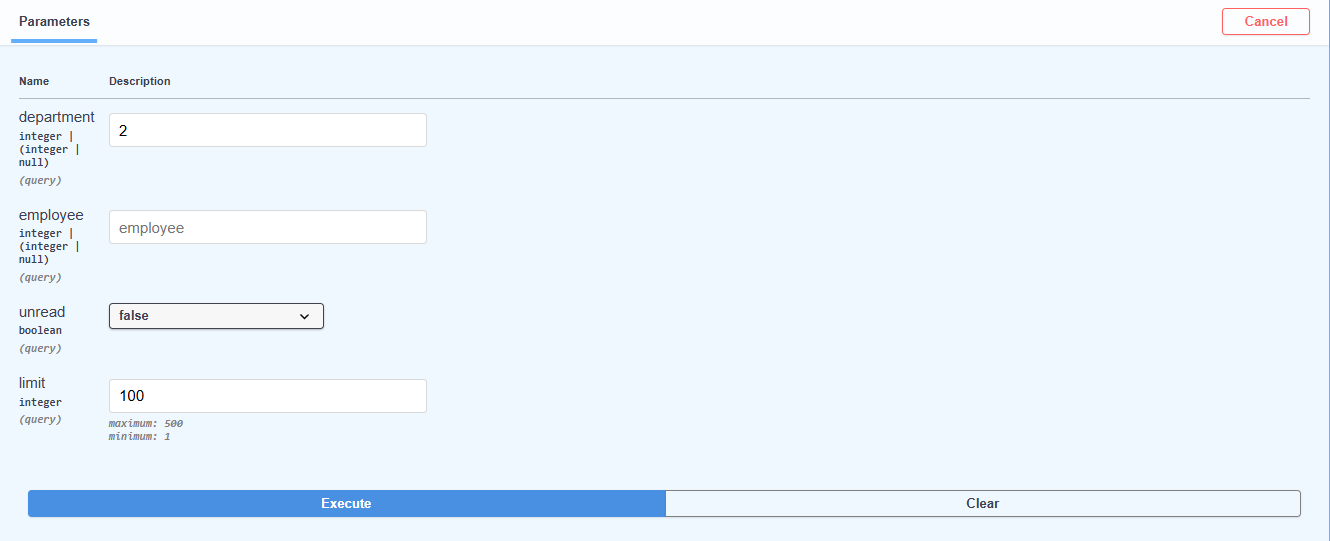 Parameters
Cancel
Name Description
department
integer |
(integer |
null)
(query)
2
employee
integer |
(integer |
null)
(query)
employee
unread
boolean
(query)
false
limit
integer
(query)
100
maximum: 500
minimum: 1
Execute Clear